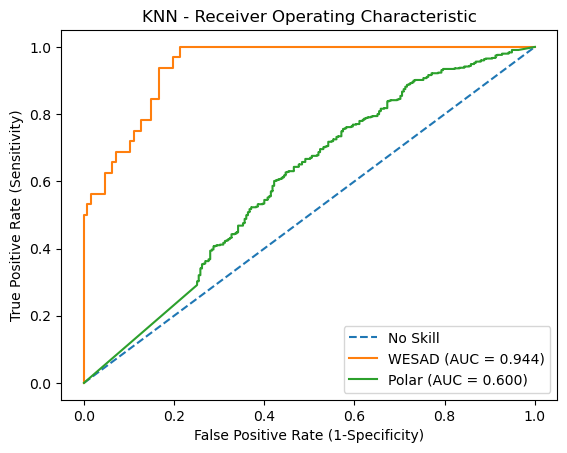 KNN - Receiver Operating Characteristic
True Positive Rate (Sensitivity)
1.0
0.8
0.6
0.4
0.2
0.0
0.0 0.2 0.4 0.6 0.8 1.0
False Positive Rate (1-Specificity)
No Skill
WESAD (AUC = 0.944)
Polar (AUC = 0.600)